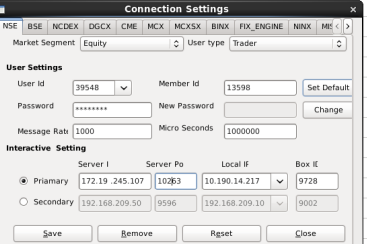 Connection Settings
NSE BSE NCDEX DGCX CME MCX MCXSX BINX FIX_ENGINE NINX
Market Segment Equity User type Trader
User Settings
User Id 39548 Member Id 13598 Set Default
Password ******** New Password Change
Message Rate 1000 Micro Seconds 1000000
Interactive Setting
Server I Server Po Local IF Box IE
Priamary 172.19 .245.107 10263 10.190.14.217 9728
Secondary 192.168.209.50 9596 192.168.209.10 9002
Save Remove Reset Close